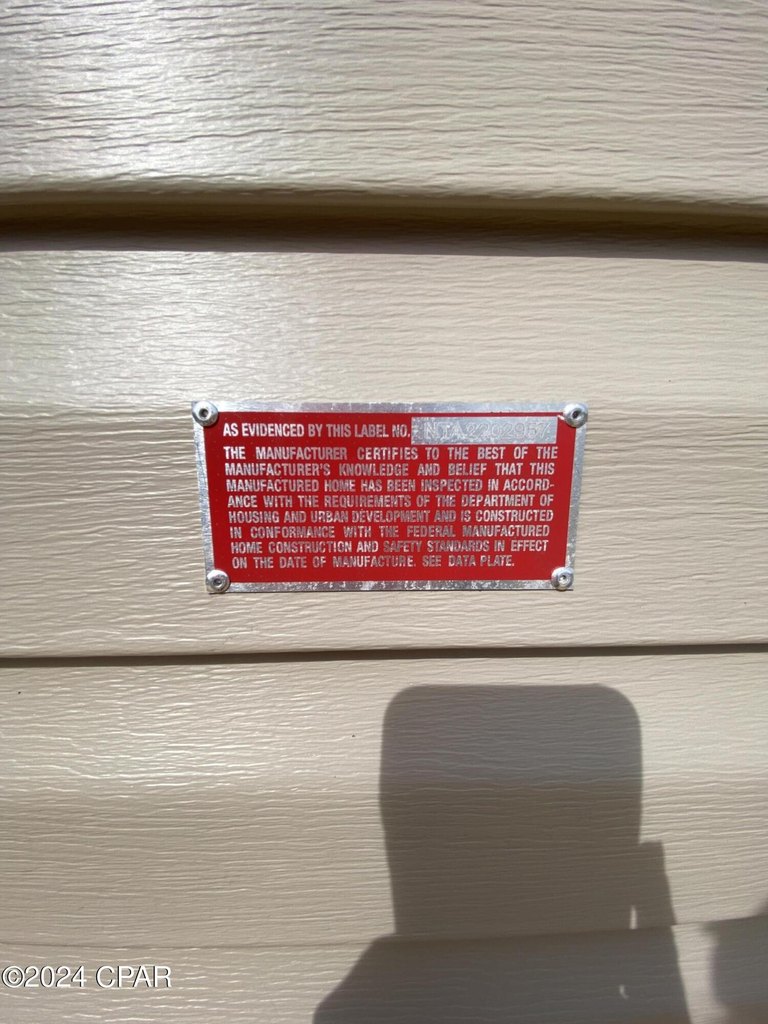 AS EVIDENCED BY THIS LABEL NO. NTA 2292957
THE MANUFACTURER CERTIFIES TO THE BEST OF THE
MANUFACTURER'S KNOWLEDGE AND BELIEF THAT THIS
MANUFACTURED HOME HAS BEEN INSPECTED IN ACCORD-
ANCE WITH THE REQUIREMENTS OF THE DEPARTMENT OF
HOUSING AND URBAN DEVELOPMENT AND IS CONSTRUCTED
IN CONFORMANCE WITH THE FEDERAL MANUFACTURED
HOME CONSTRUCTION AND SAFETY STANDARDS IN EFFECT
ON THE DATE OF MANUFACTURE. SEE DATA PLATE.
©2024 CPAR